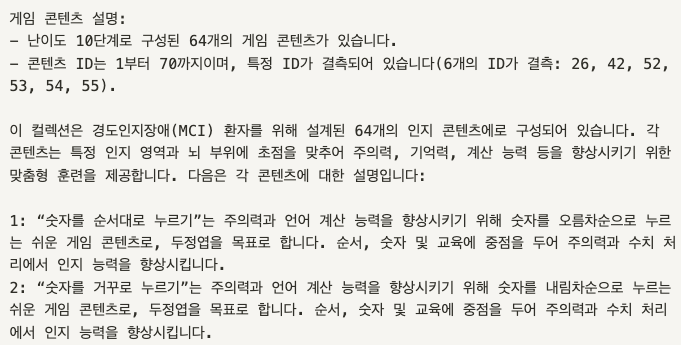 게임 콘텐츠 설명:
- 난이도 10단계로 구성된 64개의 게임 콘텐츠가 있습니다.
- 콘텐츠 ID는 1부터 70까지이며, 특정 ID가 결측되어 있습니다(6개의 ID가 결측: 26, 42, 52,
53, 54, 55).
이 컬렉션은 경도인지장애(MCI) 환자를 위해 설계된 64개의 인지 콘텐츠에로 구성되어 있습니다. 각
콘텐츠는 특정 인지 영역과 뇌 부위에 초점을 맞추어 주의력, 기억력, 계산 능력 등을 향상시키기 위한
맞춤형 훈련을 제공합니다. 다음은 각 콘텐츠에 대한 설명입니다:
1: “숫자를 순서대로 누르기”는 주의력과 언어 계산 능력을 향상시키기 위해 숫자를 오름차순으로 누르
는 쉬운 게임 콘텐츠로, 두정엽을 목표로 합니다. 순서, 숫자 및 교육에 중점을 두어 주의력과 수치 처
리에서 인지 능력을 향상시킵니다.
2: “숫자를 거꾸로 누르기”는 주의력과 언어 계산 능력을 향상시키기 위해 숫자를 내림차순으로 누르는
쉬운 게임 콘텐츠로, 두정엽을 목표로 합니다. 순서, 숫자 및 교육에 중점을 두어 주의력과 수치 처리
에서 인지 능력을 향상시킵니다.